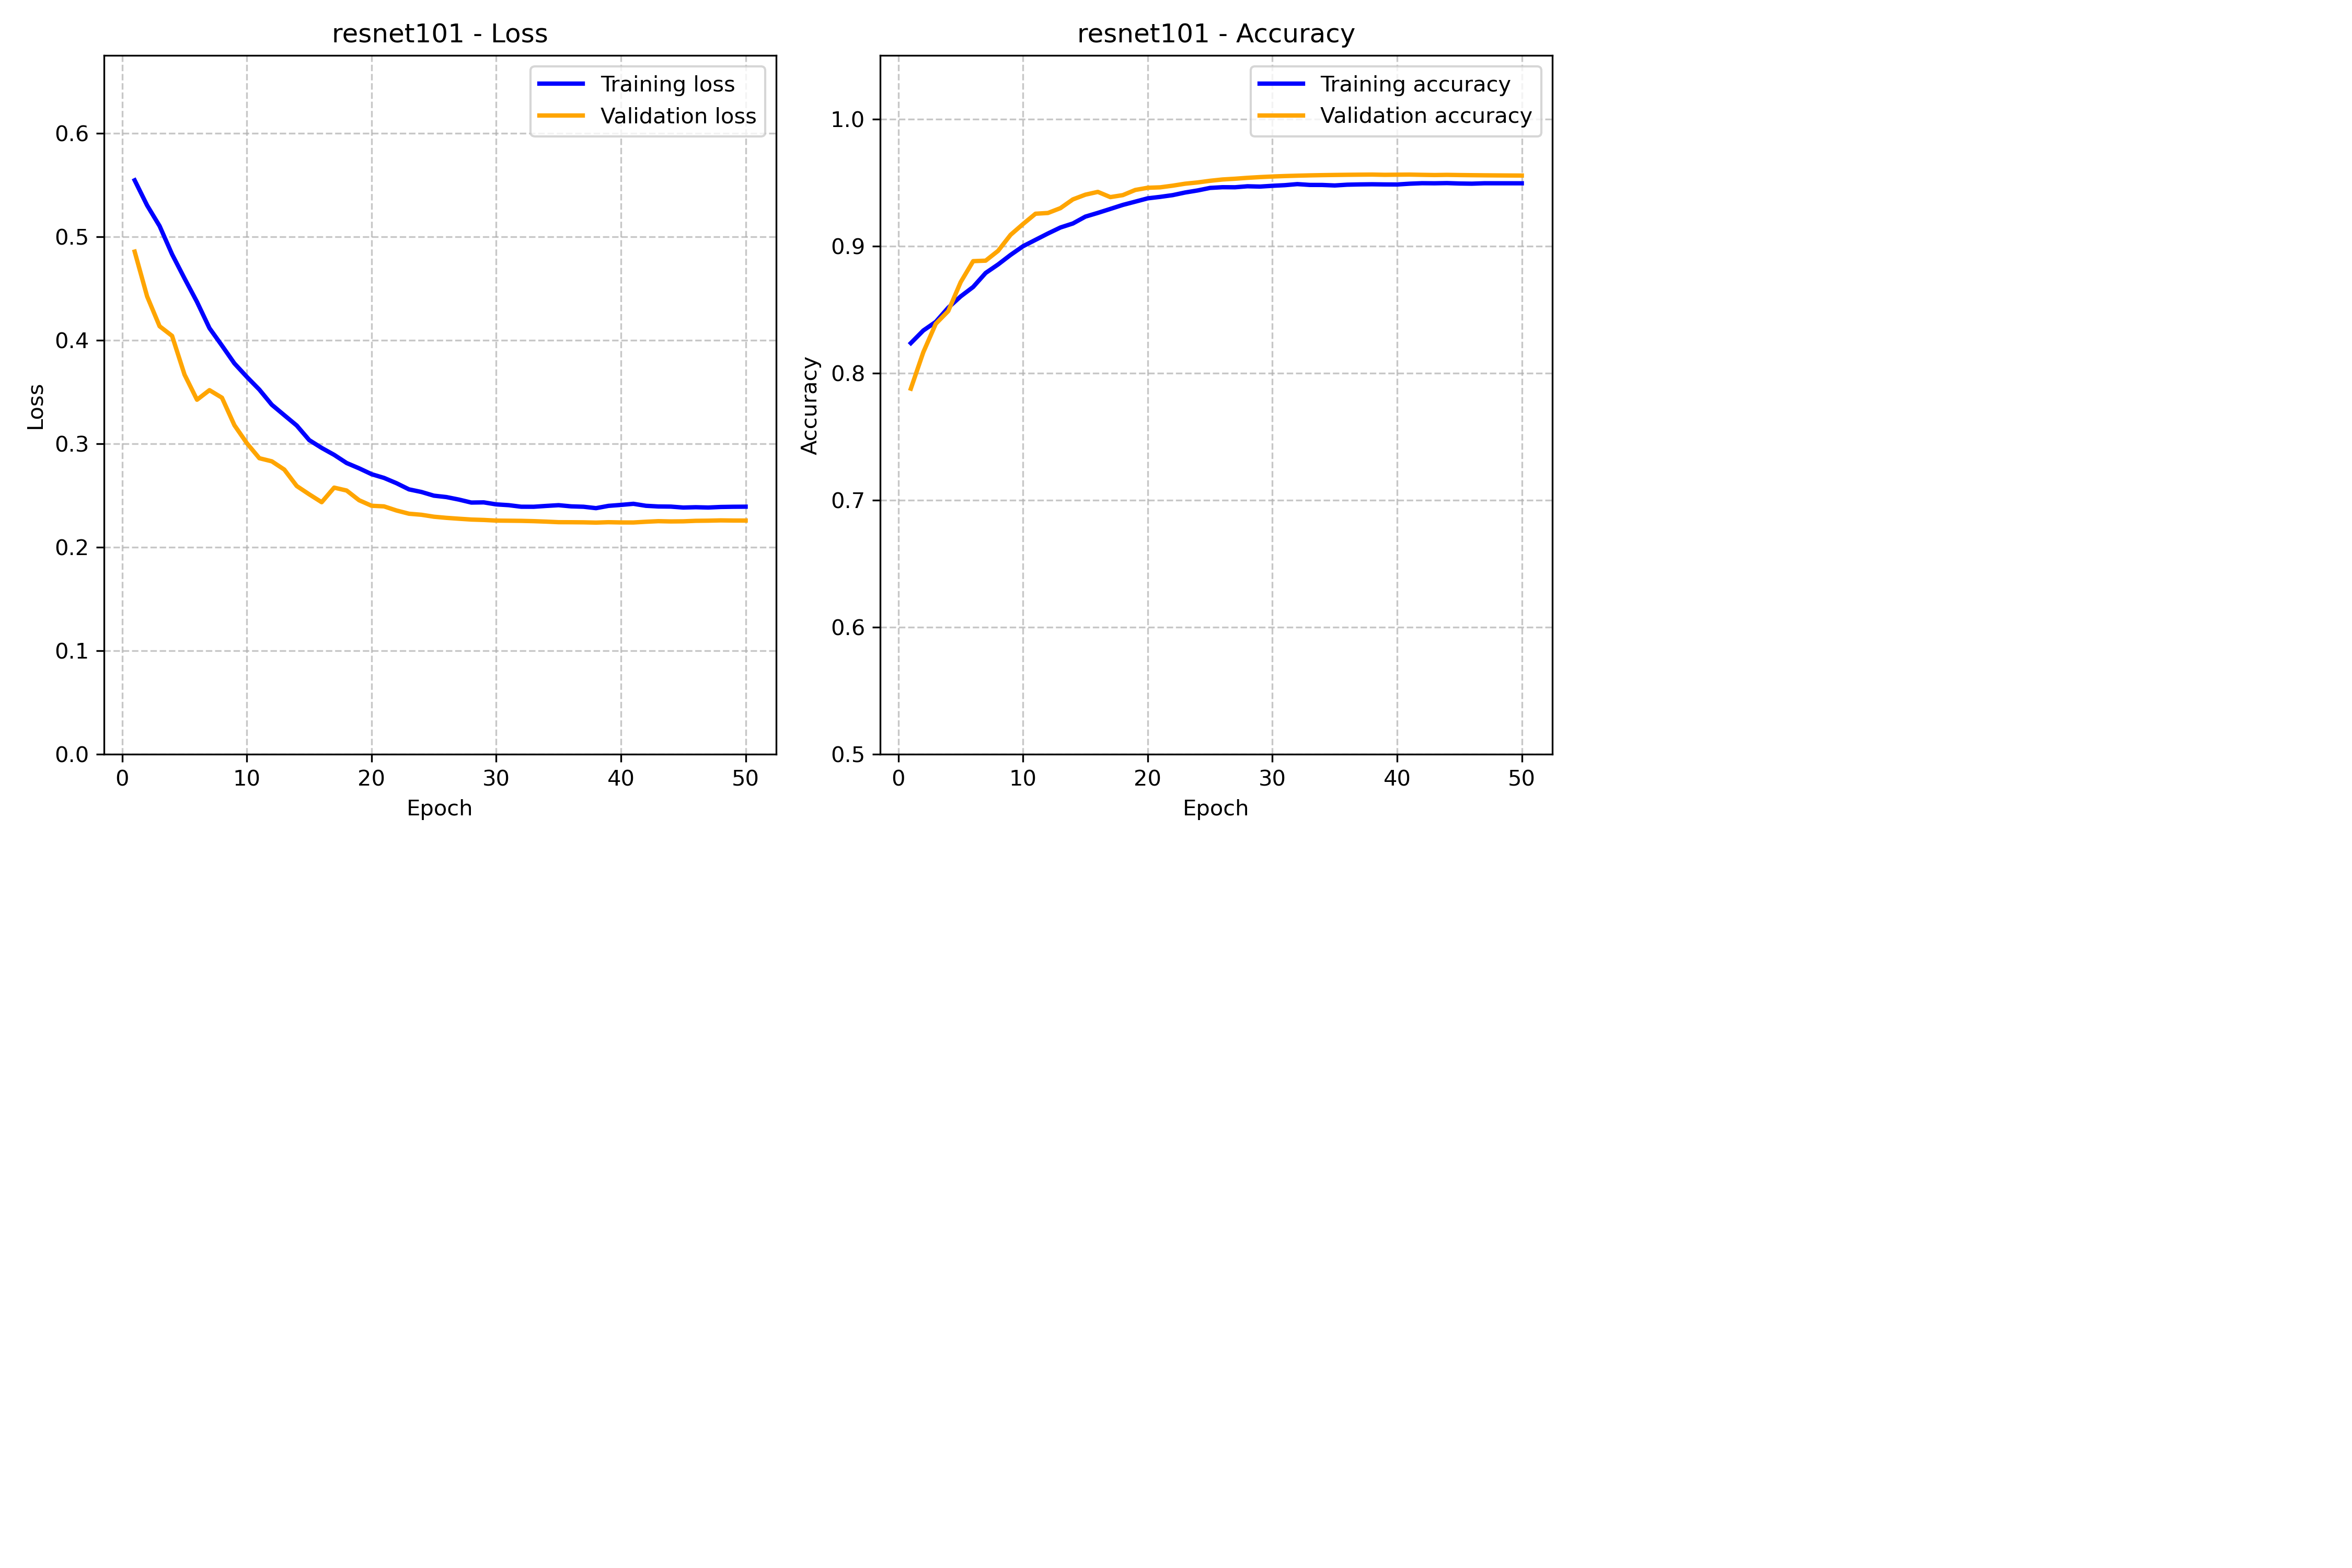 resnet101 - Loss
Training loss
Validation loss
0.6
0.5
0.4
0.3
0.2
0.1
0.0
Loss
0 10 20 30 40 50
Epoch
resnet101 - Accuracy
Training accuracy
Validation accuracy
1.0
0.9
0.8
0.7
0.6
0.5
Accuracy
0 10 20 30 40 50
Epoch